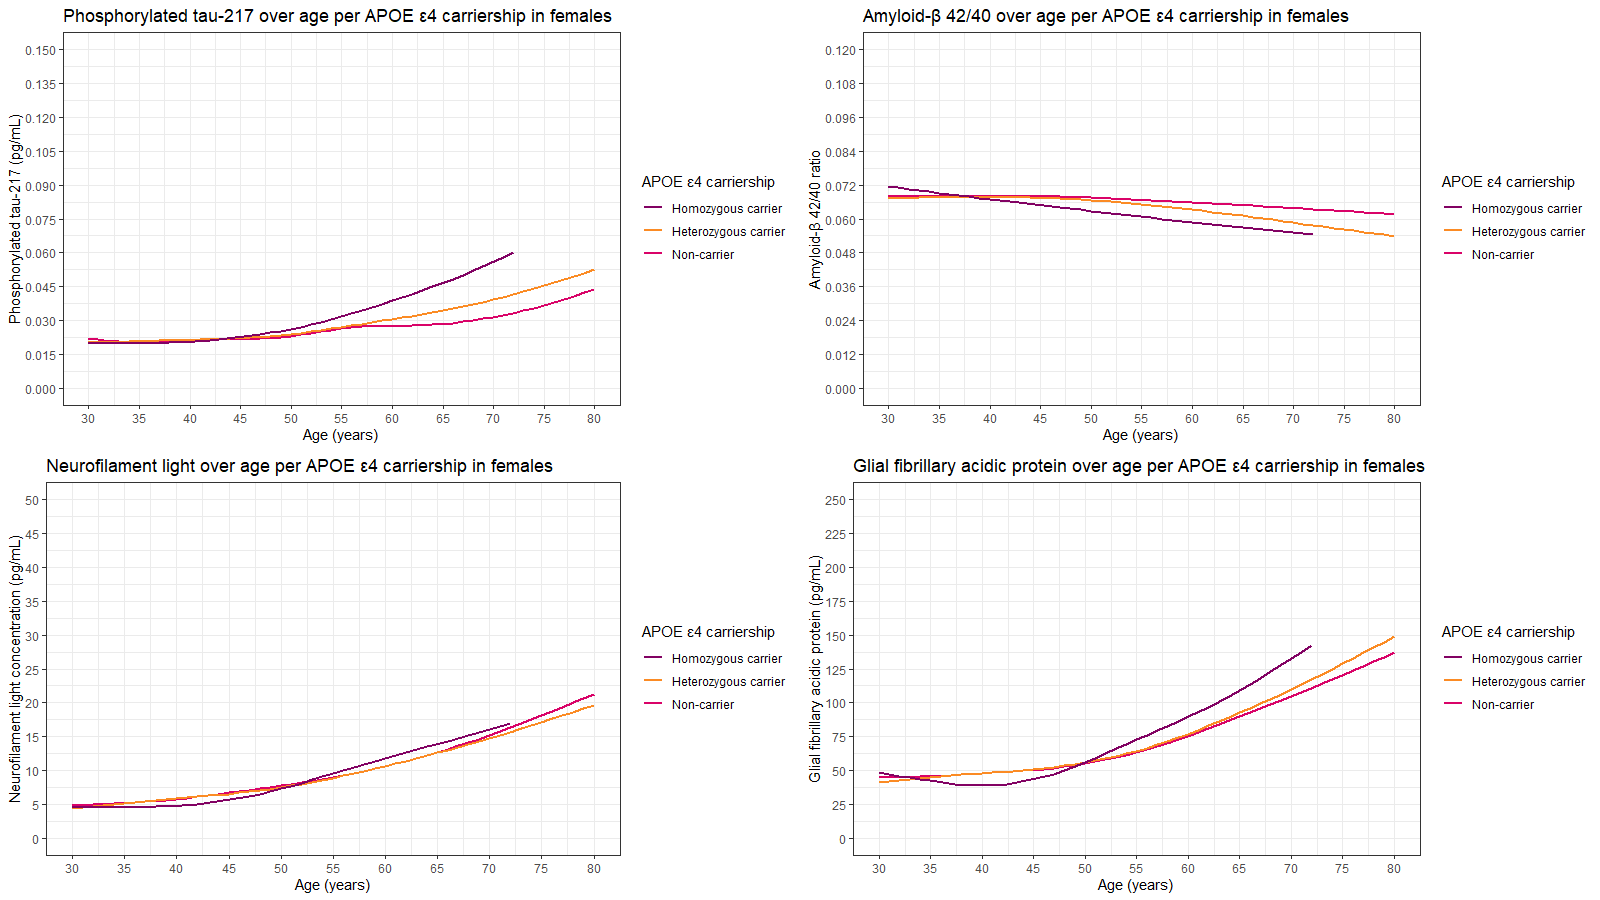 Phosphorylated tau-217 over age per APOE ε4 carriership in females
Phosphorylated tau-217 (pg/mL)
0.150
0.135
0.120
0.105
0.090
0.075
0.060
0.045
0.030
0.015
0.000
30 35 40 45 50 55 60 65 70 75 80
Age (years)
APOE ε4 carriership
Homozygous carrier
Heterozygous carrier
Non-carrier
Amyloid-β 42/40 over age per APOE ε4 carriership in females
Amyloid-β 42/40 ratio
0.120
0.108
0.096
0.084
0.072
0.060
0.048
0.036
0.024
0.012
0.000
30 35 40 45 50 55 60 65 70 75 80
Age (years)
APOE ε4 carriership
Homozygous carrier
Heterozygous carrier
Non-carrier
Neurofilament light over age per APOE ε4 carriership in females
Neurofilament light concentration (pg/mL)
50
45
40
35
30
25
20
15
10
5
0
30 35 40 45 50 55 60 65 70 75 80
Age (years)
APOE ε4 carriership
Homozygous carrier
Heterozygous carrier
Non-carrier
Glial fibrillary acidic protein over age per APOE ε4 carriership in females
Glial fibrillary acidic protein (pg/mL)
250
225
200
175
150
125
100
75
50
25
0
30 35 40 45 50 55 60 65 70 75 80
Age (years)
APOE ε4 carriership
Homozygous carrier
Heterozygous carrier
Non-carrier